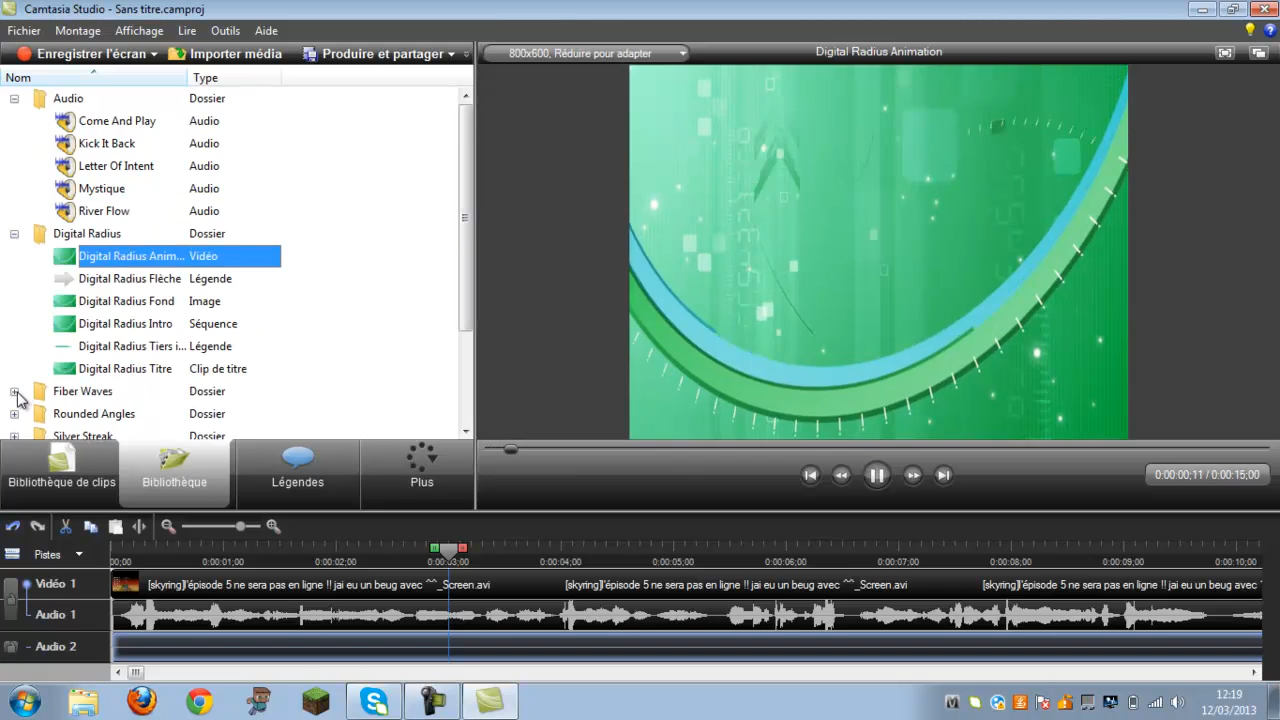 Camtasia Studio - Sans titre.camproj
Fichier Montage Affichage Lire Outils Aide
Enregistrer l'écran Importer média Produire et partager
800x600, Réduire pour adapter
Digital Radius Animation
Nom Type
Audio Dossier
Come And Play Audio
Kick It Back Audio
Letter Of Intent Audio
Mystique Audio
River Flow Audio
Digital Radius Dossier
Digital Radius Anim... Vidéo
Digital Radius Flèche Légende
Digital Radius Fond Image
Digital Radius Intro Séquence
Digital Radius Tiers i... Légende
Digital Radius Titre Clip de titre
Fiber Waves Dossier
Rounded Angles Dossier
Silver Streak Dossier
Bibliothèque de clips Bibliothèque Légendes Plus
0:00:00;11 / 0:00:15;00
Pistes
00;00 0:00:01;00 0:00:02;00 0:00:03;00 0:00:04;00 0:00:05;00 0:00:06;00 0:00:07;00 0:00:08;00 0:00:09;00 0:00:10;00
Vidéo 1 [skyring]l'épisode 5 ne sera pas en ligne !! jai eu un beug avec ^^_Screen.avi [skyring]l'épisode 5 ne sera pas en ligne !! jai eu un beug avec ^^_Screen.avi [skyring]l'épisode 5 ne sera pas en ligne !! jai eu un beug avec
Audio 1
Audio 2
12:19
12/03/2013